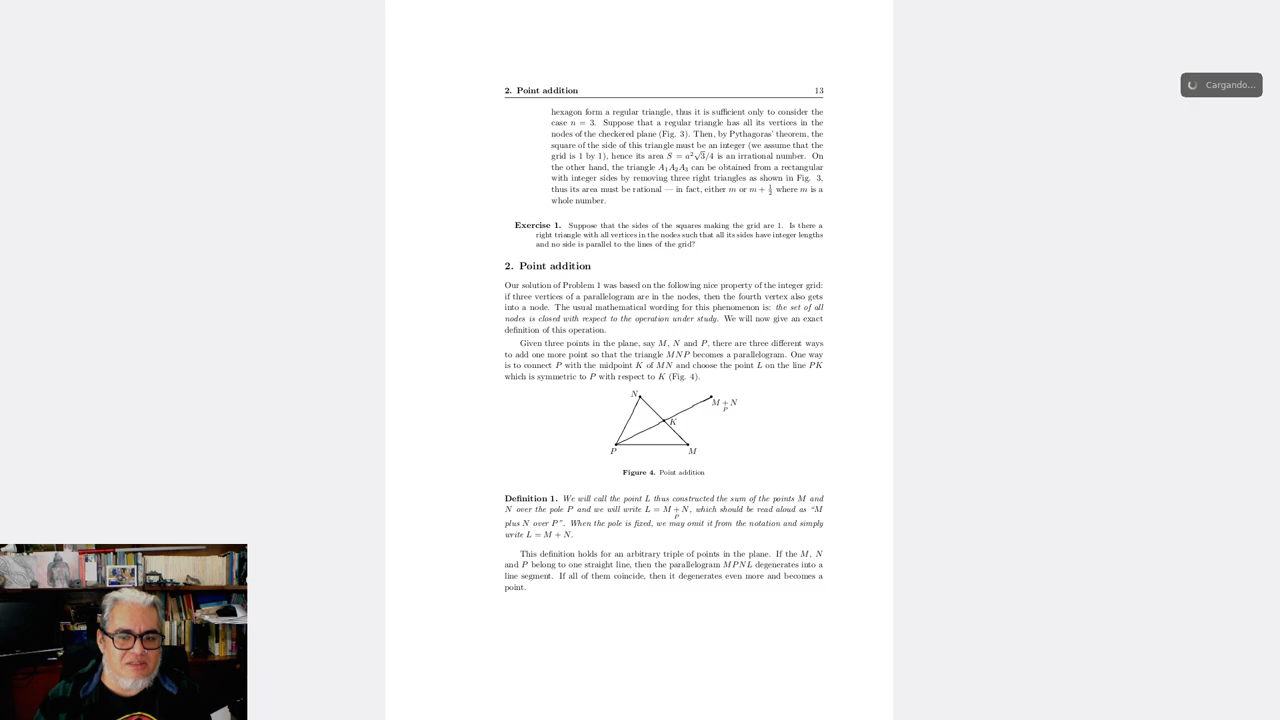 2. Point addition 13
hexagon form a regular triangle, thus it is sufficient only to consider the
case n = 3. Suppose that a regular triangle has all its vertices in the
nodes of the checkered plane (Fig. 3). Then, by Pythagoras' theorem, the
square of the side of this triangle must be an integer (we assume that the
grid is 1 by 1), hence its area S = a²√3/4 is an irrational number. On
the other hand, the triangle A₁A₂A₃ can be obtained from a rectangular
with integer sides by removing three right triangles as shown in Fig. 3,
thus its area must be rational — in fact, either m or m + 1/2 where m is a
whole number.
Exercise 1. Suppose that the sides of the squares making the grid are 1. Is there a
right triangle with all vertices in the nodes such that all its sides have integer lengths
and no side is parallel to the lines of the grid?
2. Point addition
Our solution of Problem 1 was based on the following nice property of the integer grid:
if three vertices of a parallelogram are in the nodes, then the fourth vertex also gets
into a node. The usual mathematical wording for this phenomenon is: the set of all
nodes is closed with respect to the operation under study. We will now give an exact
definition of this operation.
Given three points in the plane, say M, N and P, there are three different ways
to add one more point so that the triangle MNP becomes a parallelogram. One way
is to connect P with the midpoint K of MN and choose the point L on the line PK
which is symmetric to P with respect to K (Fig. 4).
N
M + N
P
K
P
M
Figure 4. Point addition
Definition 1. We will call the point L thus constructed the sum of the points M and
N over the pole P and we will write L = M + N, which should be read aloud as “M
P
plus N over P”. When the pole is fixed, we may omit it from the notation and simply
write L = M + N.
This definition holds for an arbitrary triple of points in the plane. If the M, N
and P belong to one straight line, then the parallelogram MPNL degenerates into a
line segment. If all of them coincide, then it degenerates even more and becomes a
point.
Cargando...